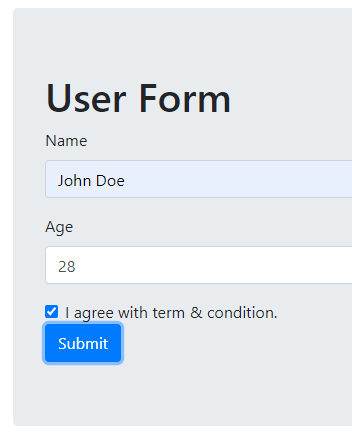 User Form
Name
John Doe
Age
28
I agree with term & condition.
Submit